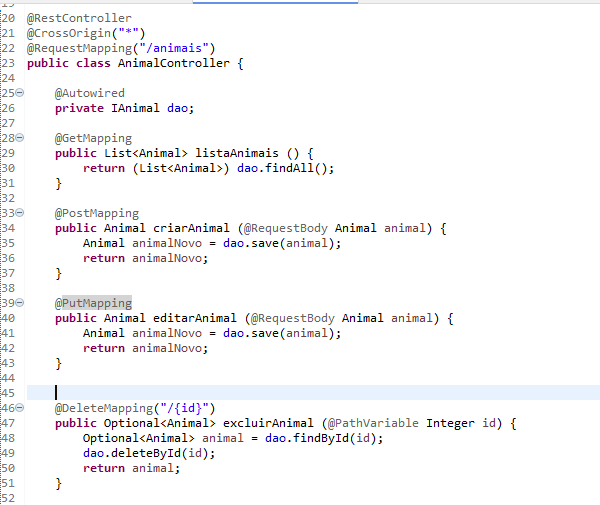 20 @RestController
21 @CrossOrigin("*")
22 @RequestMapping("/animais")
23 public class AnimalController {
24
25 @Autowired
26 private IAnimal dao;
27
28 @GetMapping
29 public List<Animal> listaAnimais () {
30 return (List<Animal>) dao.findAll();
31 }
32
33 @PostMapping
34 public Animal criarAnimal (@RequestBody Animal animal) {
35 Animal animalNovo = dao.save(animal);
36 return animalNovo;
37 }
38
39 @PutMapping
40 public Animal editarAnimal (@RequestBody Animal animal) {
41 Animal animalNovo = dao.save(animal);
42 return animalNovo;
43 }
44
45
46 @DeleteMapping("/{id}")
47 public Optional<Animal> excluirAnimal (@PathVariable Integer id) {
48 Optional<Animal> animal = dao.findById(id);
49 dao.deleteById(id);
50 return animal;
51 }
52